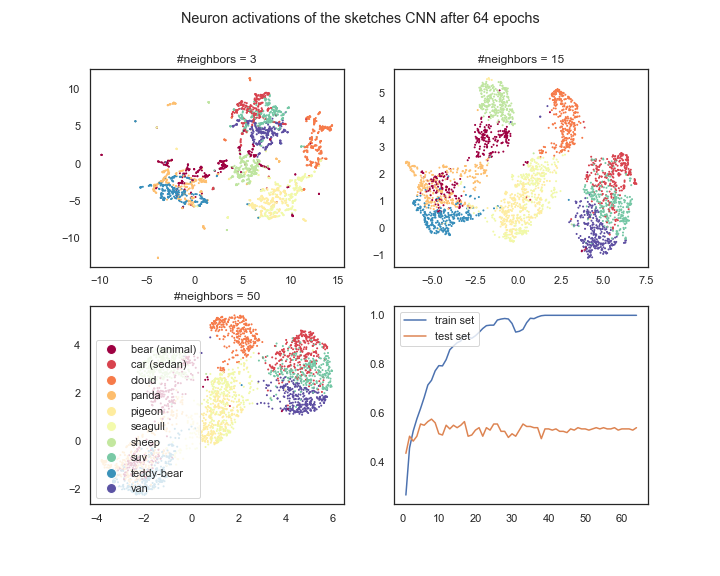 Neuron activations of the sketches CNN after 64 epochs
#neighbors = 3
10
5
0
−5
−10
−10 −5 0 5 10 15
#neighbors = 15
5
4
3
2
1
0
−1
−5.0 −2.5 0.0 2.5 5.0 7.5
#neighbors = 50
4
2
0
−2
−4 −2 0 2 4 6
bear (animal)
car (sedan)
cloud
panda
pigeon
seagull
sheep
suv
teddy-bear
van
train set
test set
1.0
0.8
0.6
0.4
0 10 20 30 40 50 60